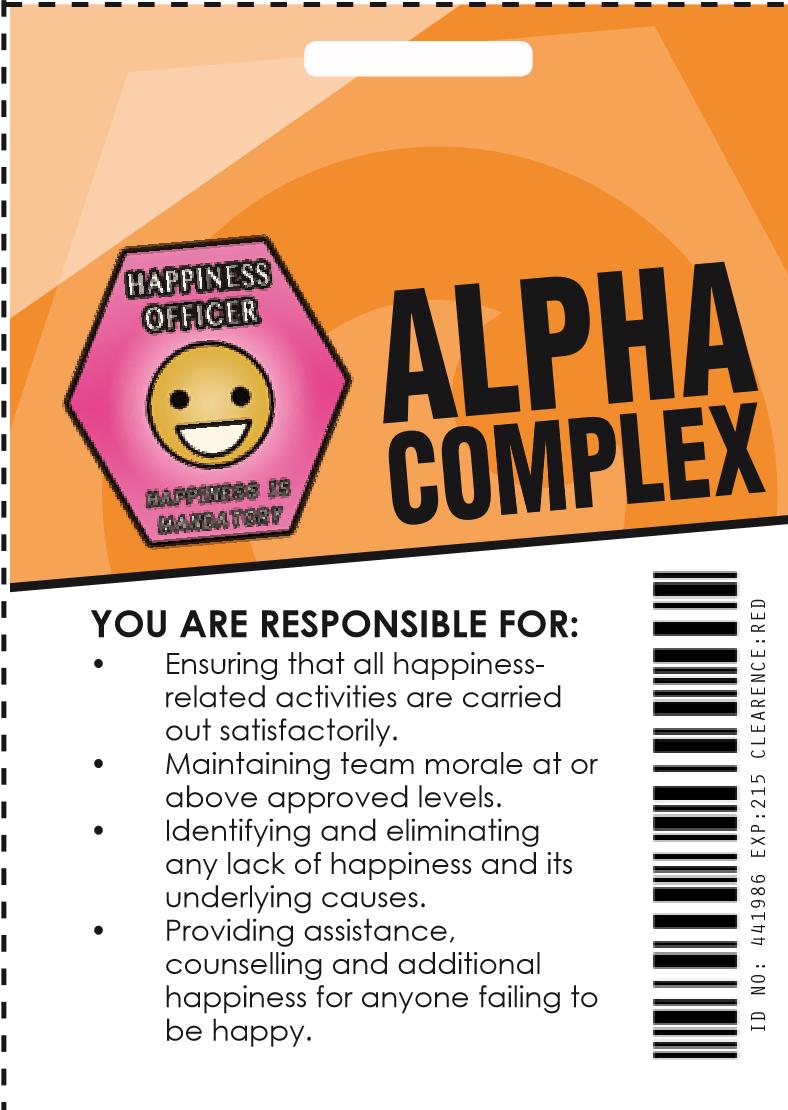 HAPPINESS
OFFICER
HAPPINESS IS
MANDATORY
ALPHA
COMPLEX
YOU ARE RESPONSIBLE FOR:
• Ensuring that all happiness-
related activities are carried
out satisfactorily.
• Maintaining team morale at or
above approved levels.
• Identifying and eliminating
any lack of happiness and its
underlying causes.
• Providing assistance,
counselling and additional
happiness for anyone failing to
be happy.
ID NO: 441986 EXP:215 CLEARENCE:RED